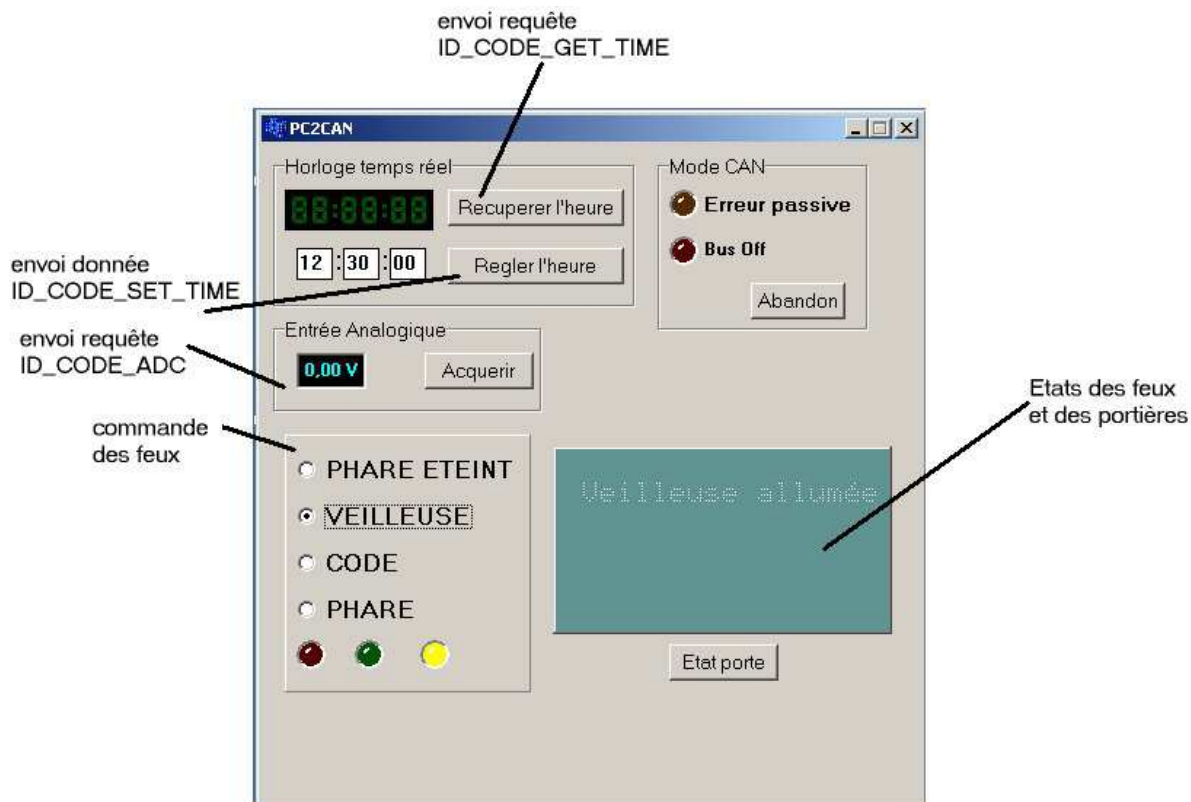 envoi requête
ID_CODE_GET_TIME
PC2CAN
Horloge temps réel
88:88:88
Recuperer l'heure
12:30:00
Regler l'heure
Mode CAN
Erreur passive
Bus Off
Abandon
envoi donnée
ID_CODE_SET_TIME
envoi requête
ID_CODE_ADC
Entrée Analogique
0,00 V
Acquerir
Etats des feux
et des portières
commande
des feux
PHARE ETEINT
VEILLEUSE
CODE
PHARE
Veilleuse allumée
Etat porte